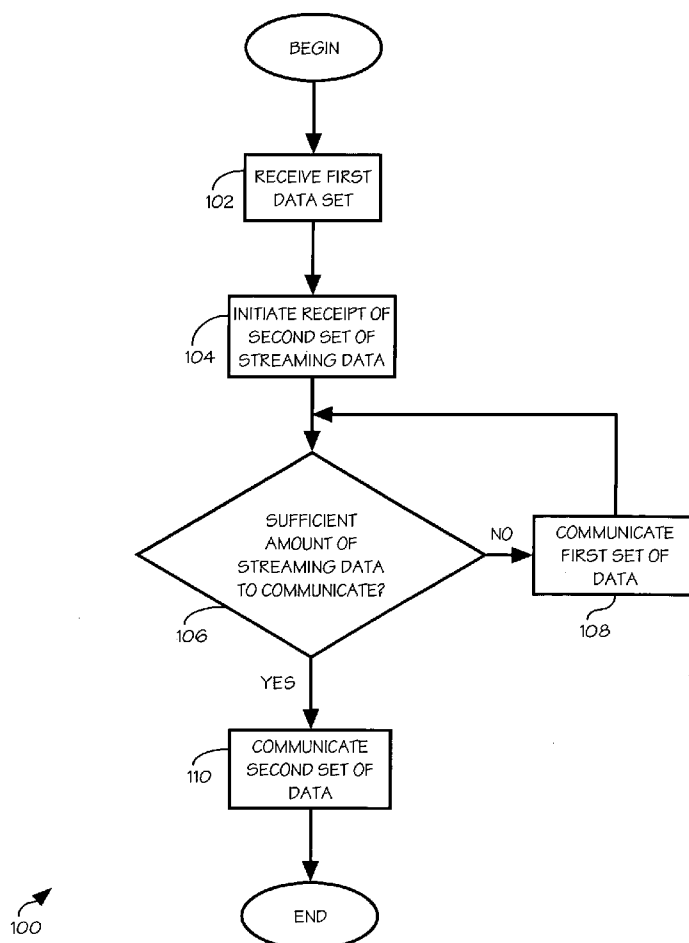 BEGIN
RECEIVE FIRST
DATA SET
102
INITIATE RECEIPT OF
SECOND SET OF
STREAMING DATA
104
SUFFICIENT
AMOUNT OF
STREAMING DATA
TO COMMUNICATE?
106
NO
COMMUNICATE
FIRST SET OF
DATA
108
YES
COMMUNICATE
SECOND SET OF
DATA
110
END
100